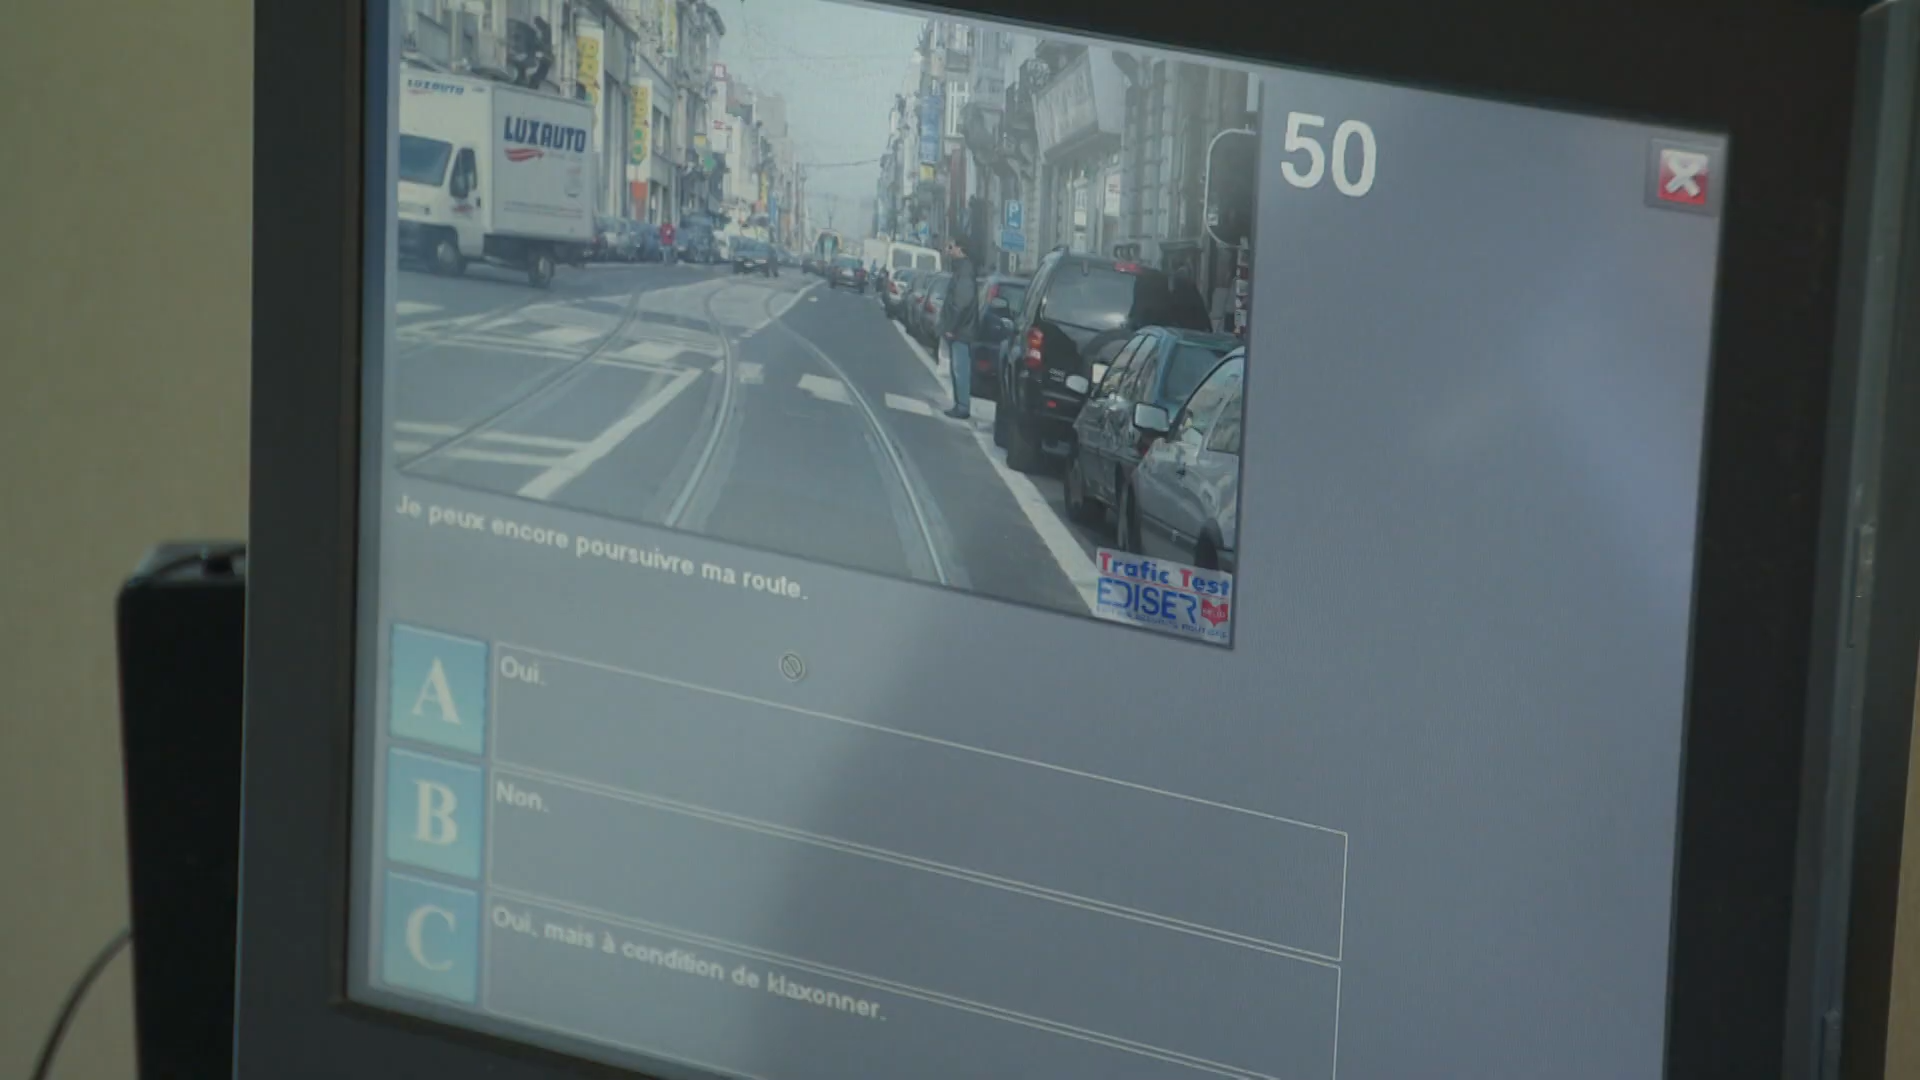 LUXAUTO
LUXAUTO
P
50
Trafic Test
EDISER
Je peux encore poursuivre ma route.
A
Oui.
B
Non.
C
Oui, mais à condition de klaxonner.